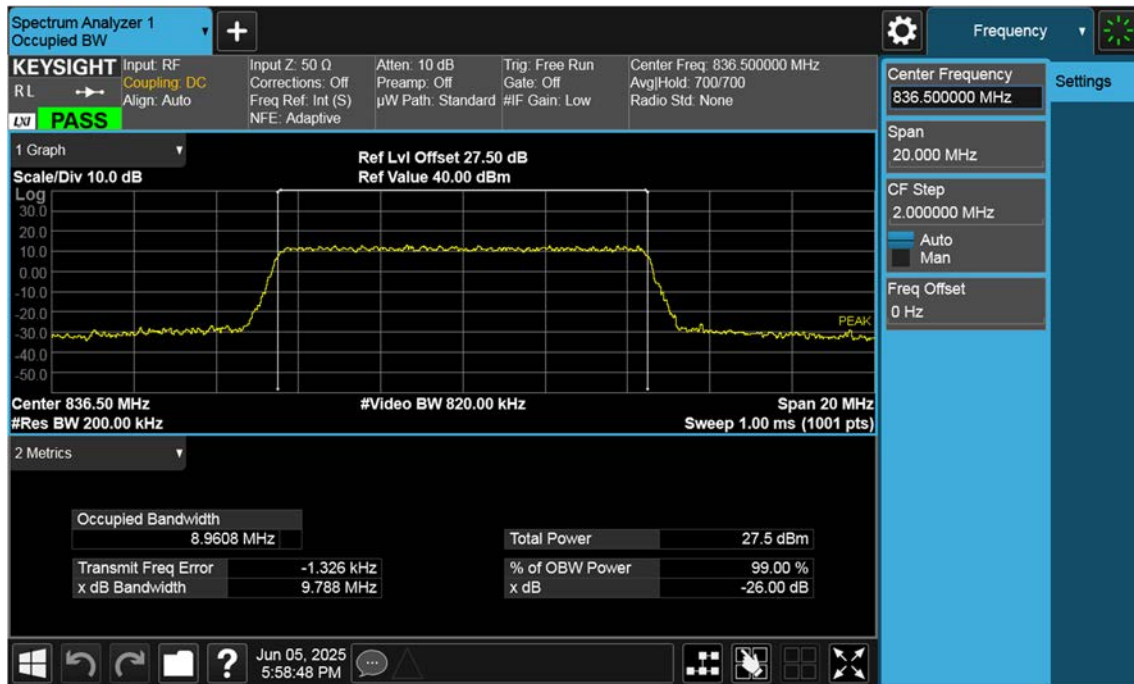 Spectrum Analyzer 1
Occupied BW
+
Frequency
KEYSIGHT
RL
LXI PASS
Input: RF
Coupling: DC
Align: Auto
Input Z: 50 Ω
Corrections: Off
Freq Ref: Int (S)
NFE: Adaptive
Atten: 10 dB
Preamp: Off
µW Path: Standard
Trig: Free Run
Gate: Off
#IF Gain: Low
Center Freq: 836.500000 MHz
Avg|Hold: 700/700
Radio Std: None
Center Frequency
836.500000 MHz
Settings
Span
20.000 MHz
CF Step
2.000000 MHz
Auto
Man
Freq Offset
0 Hz
1 Graph
Scale/Div 10.0 dB
Ref Lvl Offset 27.50 dB
Ref Value 40.00 dBm
Log
30.0
20.0
10.0
0.00
-10.0
-20.0
-30.0
-40.0
-50.0
PEAK
Center 836.50 MHz
#Video BW 820.00 kHz
Span 20 MHz
#Res BW 200.00 kHz
Sweep 1.00 ms (1001 pts)
2 Metrics
Occupied Bandwidth
8.9608 MHz
Total Power 27.5 dBm
Transmit Freq Error -1.326 kHz
% of OBW Power 99.00 %
x dB Bandwidth 9.788 MHz
x dB -26.00 dB
?
Jun 05, 2025
5:58:48 PM